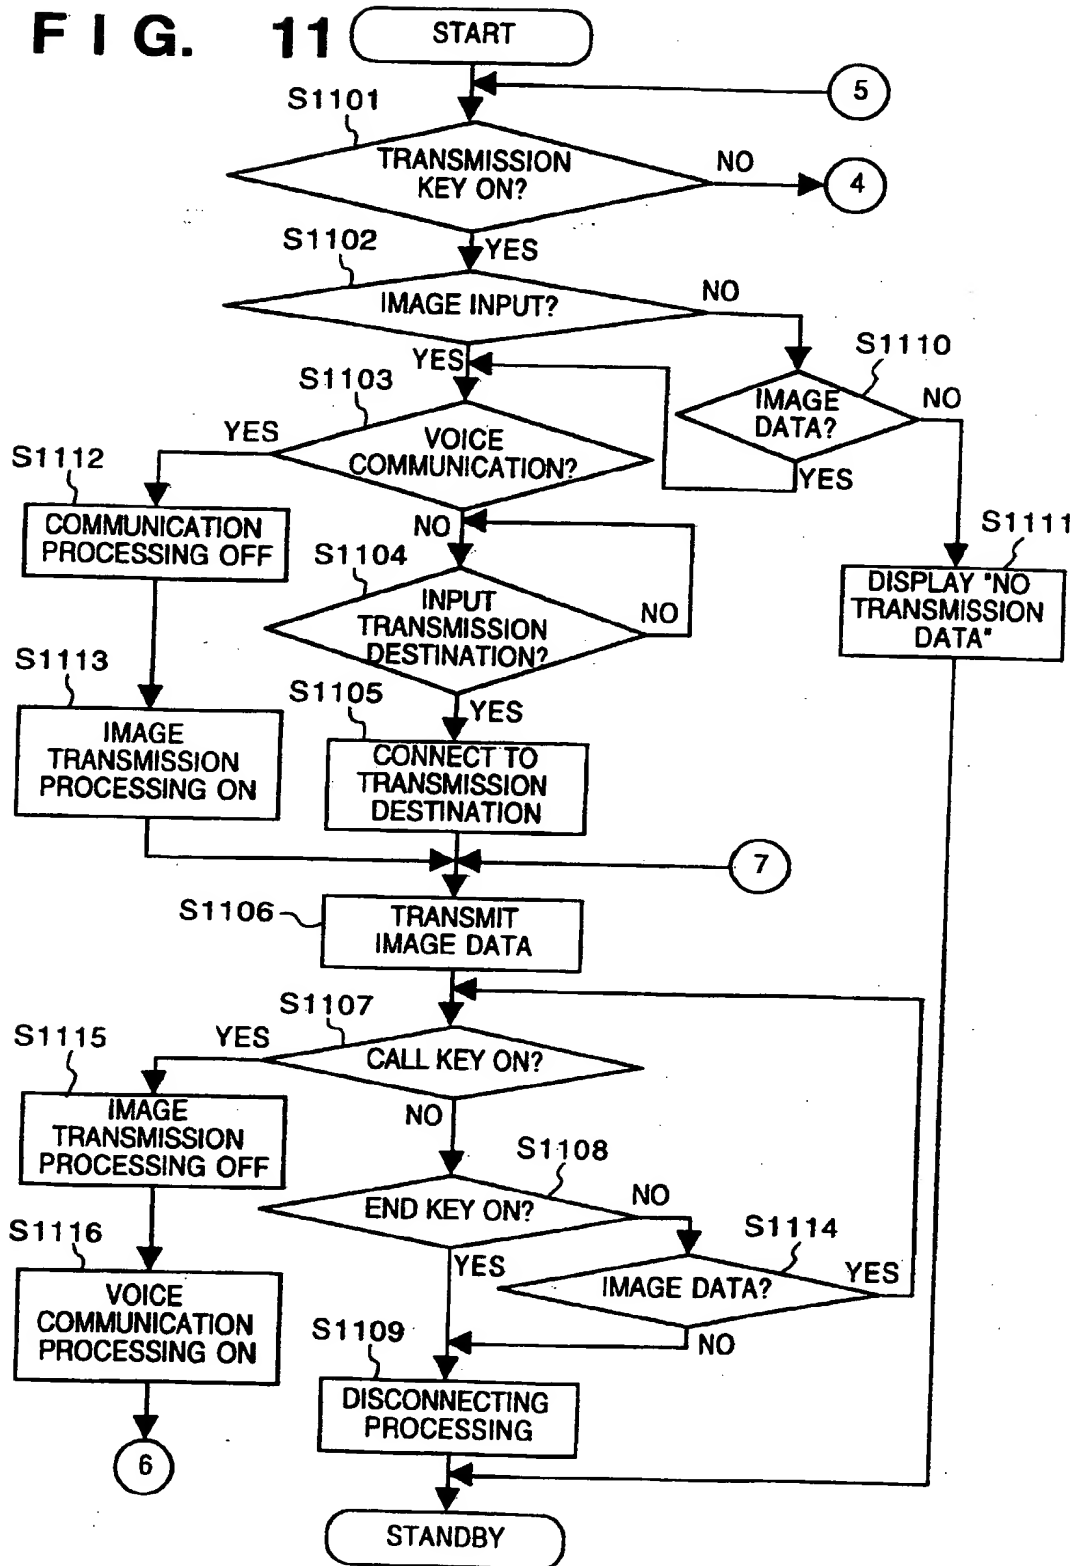 FIG. 11
START
5
S1101
TRANSMISSION
KEY ON?
NO
4
YES
S1102
IMAGE INPUT?
NO
YES
S1110
IMAGE
DATA?
NO
YES
S1103
VOICE
COMMUNICATION?
YES
NO
S1112
COMMUNICATION
PROCESSING OFF
S1104
INPUT
TRANSMISSION
DESTINATION?
NO
YES
S1111
DISPLAY "NO
TRANSMISSION
DATA"
S1113
IMAGE
TRANSMISSION
PROCESSING ON
S1105
CONNECT TO
TRANSMISSION
DESTINATION
7
S1106
TRANSMIT
IMAGE DATA
S1107
CALL KEY ON?
YES
NO
S1115
IMAGE
TRANSMISSION
PROCESSING OFF
S1108
END KEY ON?
NO
YES
S1114
IMAGE DATA?
YES
NO
S1116
VOICE
COMMUNICATION
PROCESSING ON
6
S1109
DISCONNECTING
PROCESSING
STANDBY